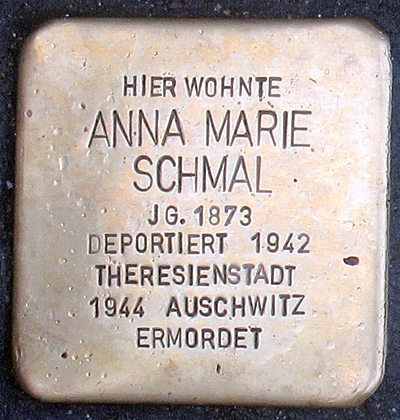 HIER WOHNTE
ANNA MARIE
SCHMAL
JG. 1873
DEPORTIERT 1942
THERESIENSTADT
1944 AUSCHWITZ
ERMORDET